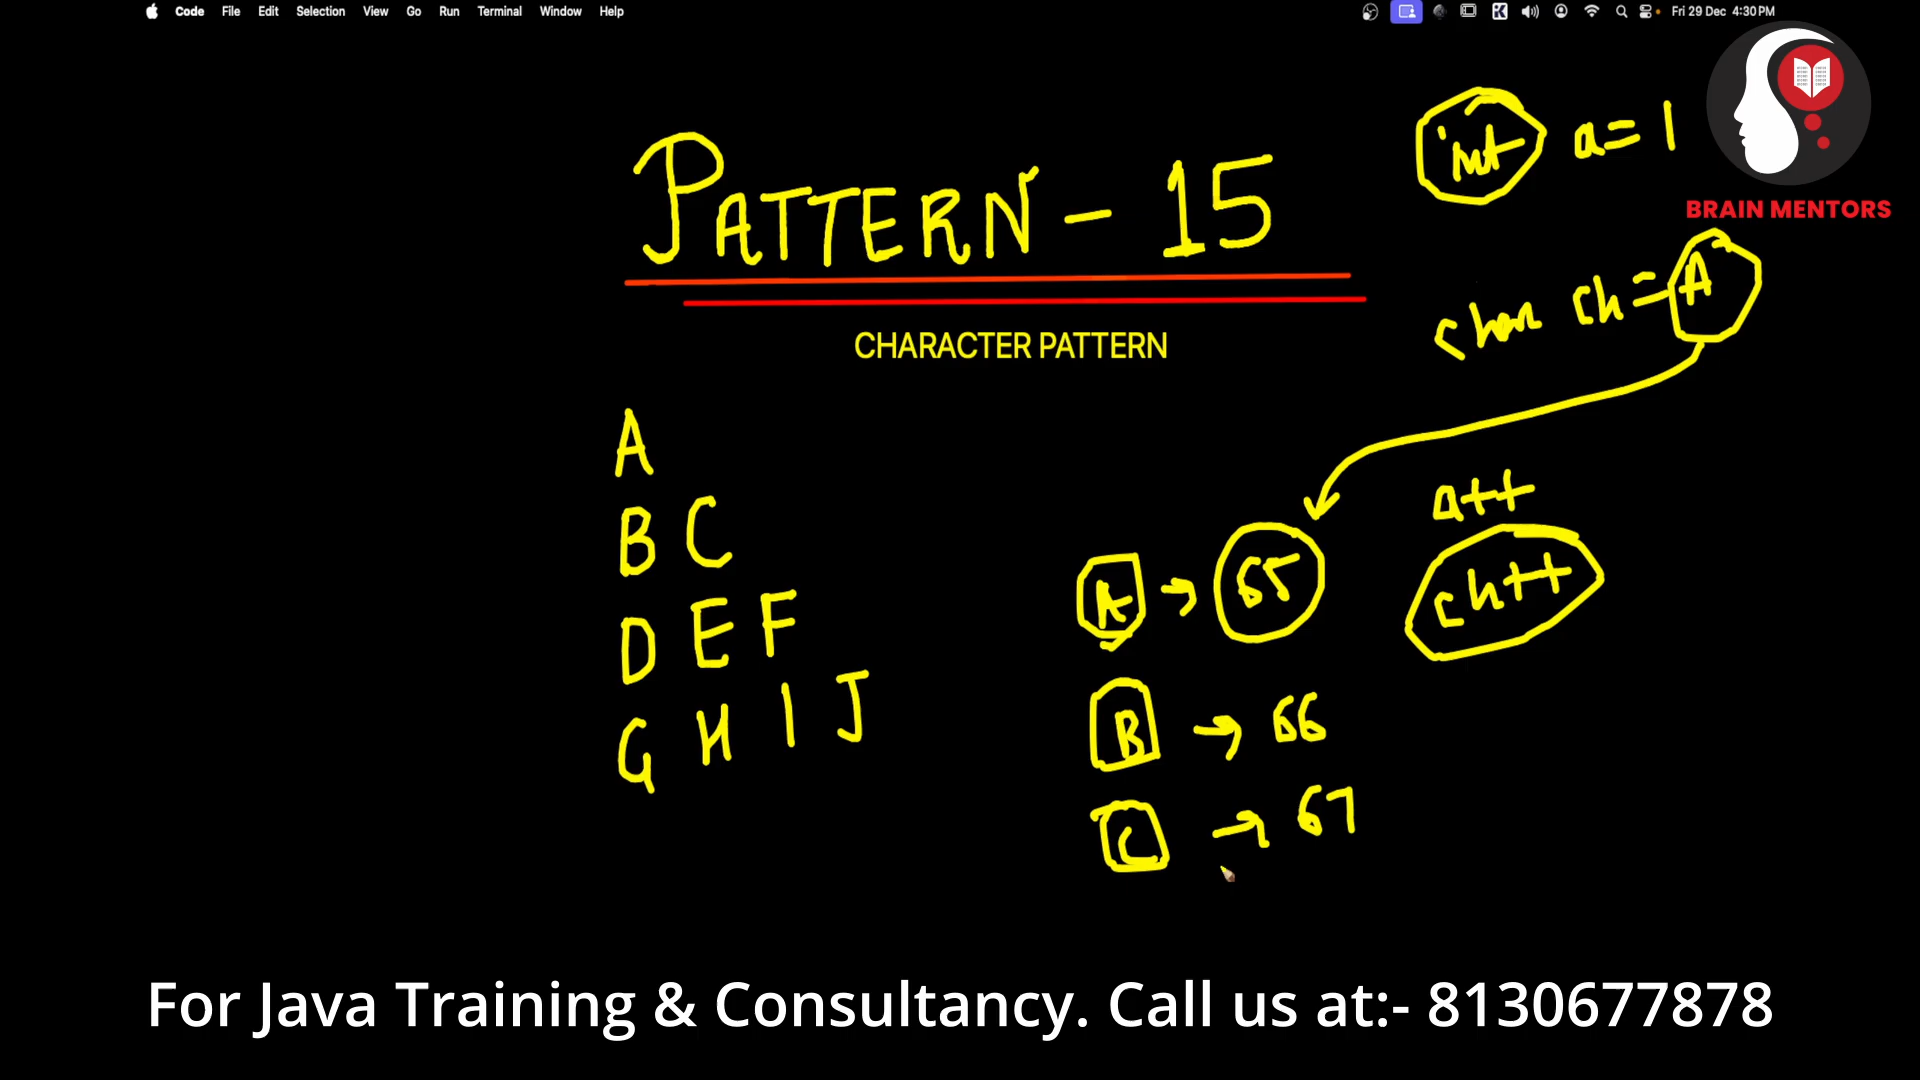 Code File Edit Selection View Go Run Terminal Window Help Fri 29 Dec 4:30 PM
PATTERN - 15
int a = 1
BRAIN MENTORS
char ch = A
CHARACTER PATTERN
A
B C
D E F
G H I J
a++
ch++
A → 65
B → 66
C → 67
For Java Training & Consultancy. Call us at:- 8130677878